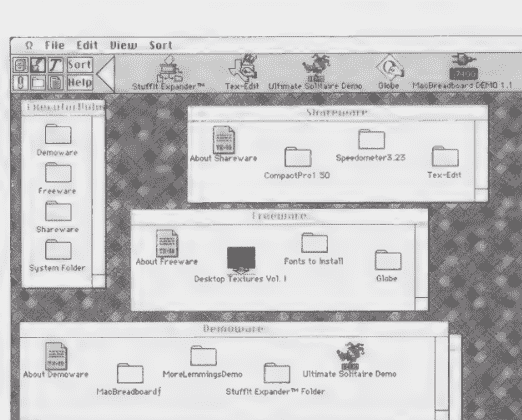 Ω File Edit View Sort
Sort
Help
Stuffit Expander™ Tex-Edit Ultimate Solitaire Demo Globe MacBreadboard DEMO 1.1
7400
Demoware
Freeware
Shareware
System Folder
Shareware
About Shareware
CompactPro1.50
Speedometer3.23
Tex-Edit
Freeware
About Freeware
Desktop Textures Vol. I
Fonts to Install
Globe
Demoware
About Demoware
MacBreadboardƒ
MoreLemmingsDemo
Stuffit Expander™ Folder
Ultimate Solitaire Demo